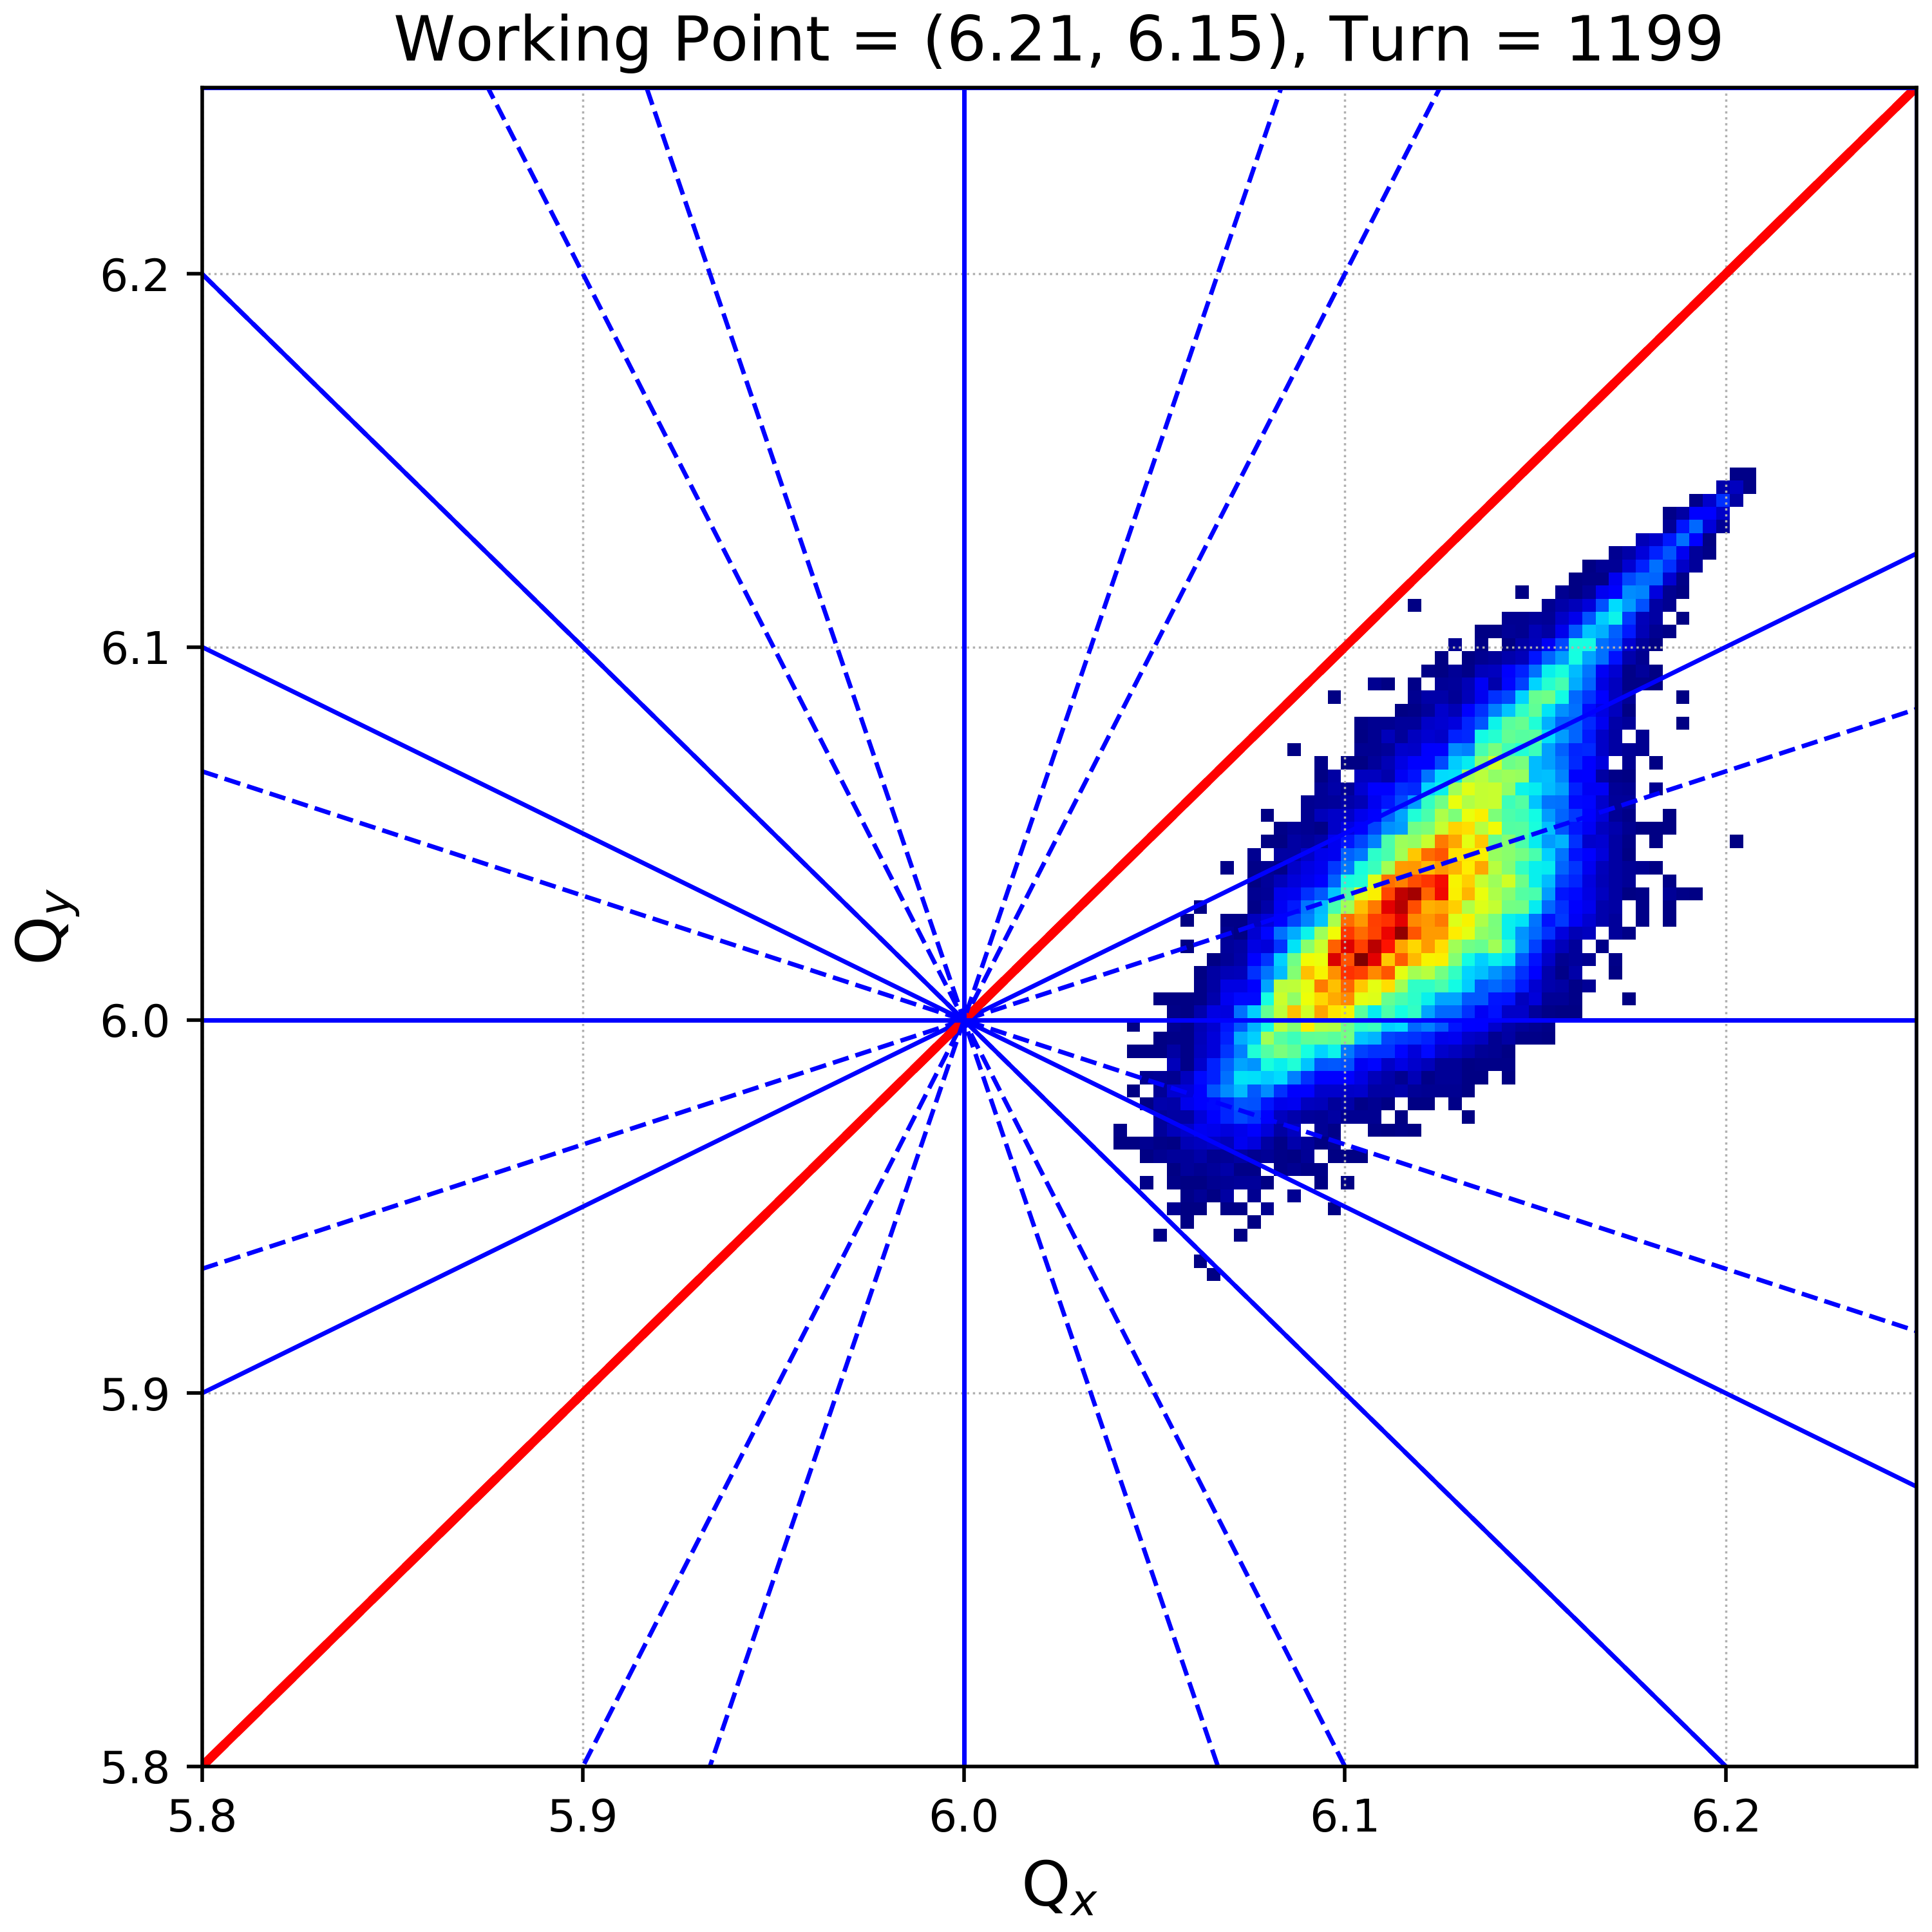 Working Point = (6.21, 6.15), Turn = 1199
6.2
6.1
6.0
5.9
5.8
Qy
5.8 5.9 6.0 6.1 6.2
Qx